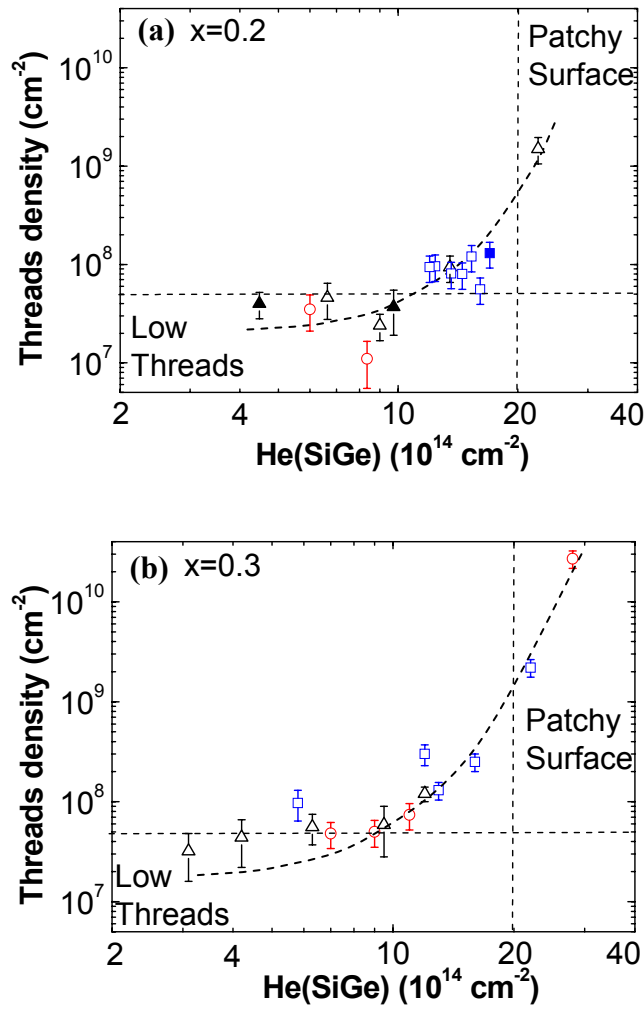 (a) x=0.2
Patchy
Surface
10^10
10^9
10^8
10^7
Threads density (cm^-2)
Low
Threads
2 4 10 20 40
He(SiGe) (10^14 cm^-2)
(b) x=0.3
10^10
10^9
10^8
10^7
Threads density (cm^-2)
Patchy
Surface
Low
Threads
2 4 10 20 40
He(SiGe) (10^14 cm^-2)